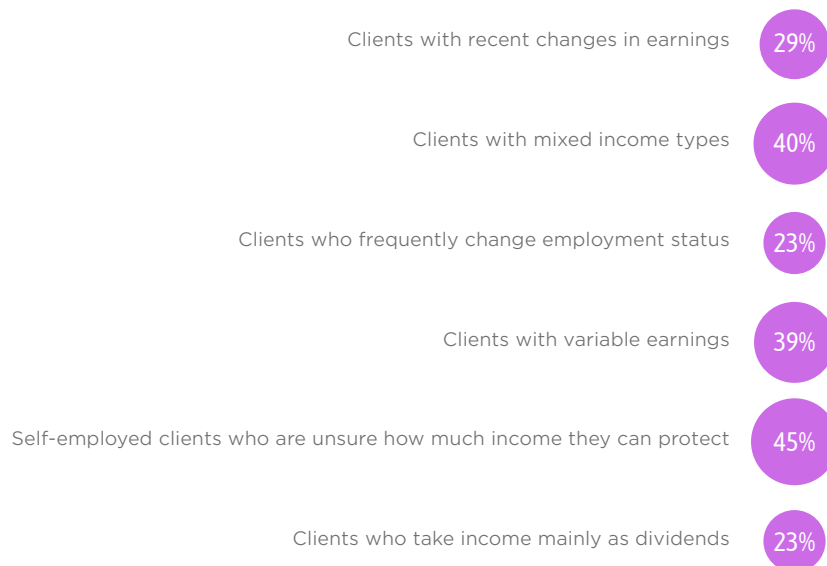 Clients with recent changes in earnings 29%
Clients with mixed income types 40%
Clients who frequently change employment status 23%
Clients with variable earnings 39%
Self-employed clients who are unsure how much income they can protect 45%
Clients who take income mainly as dividends 23%